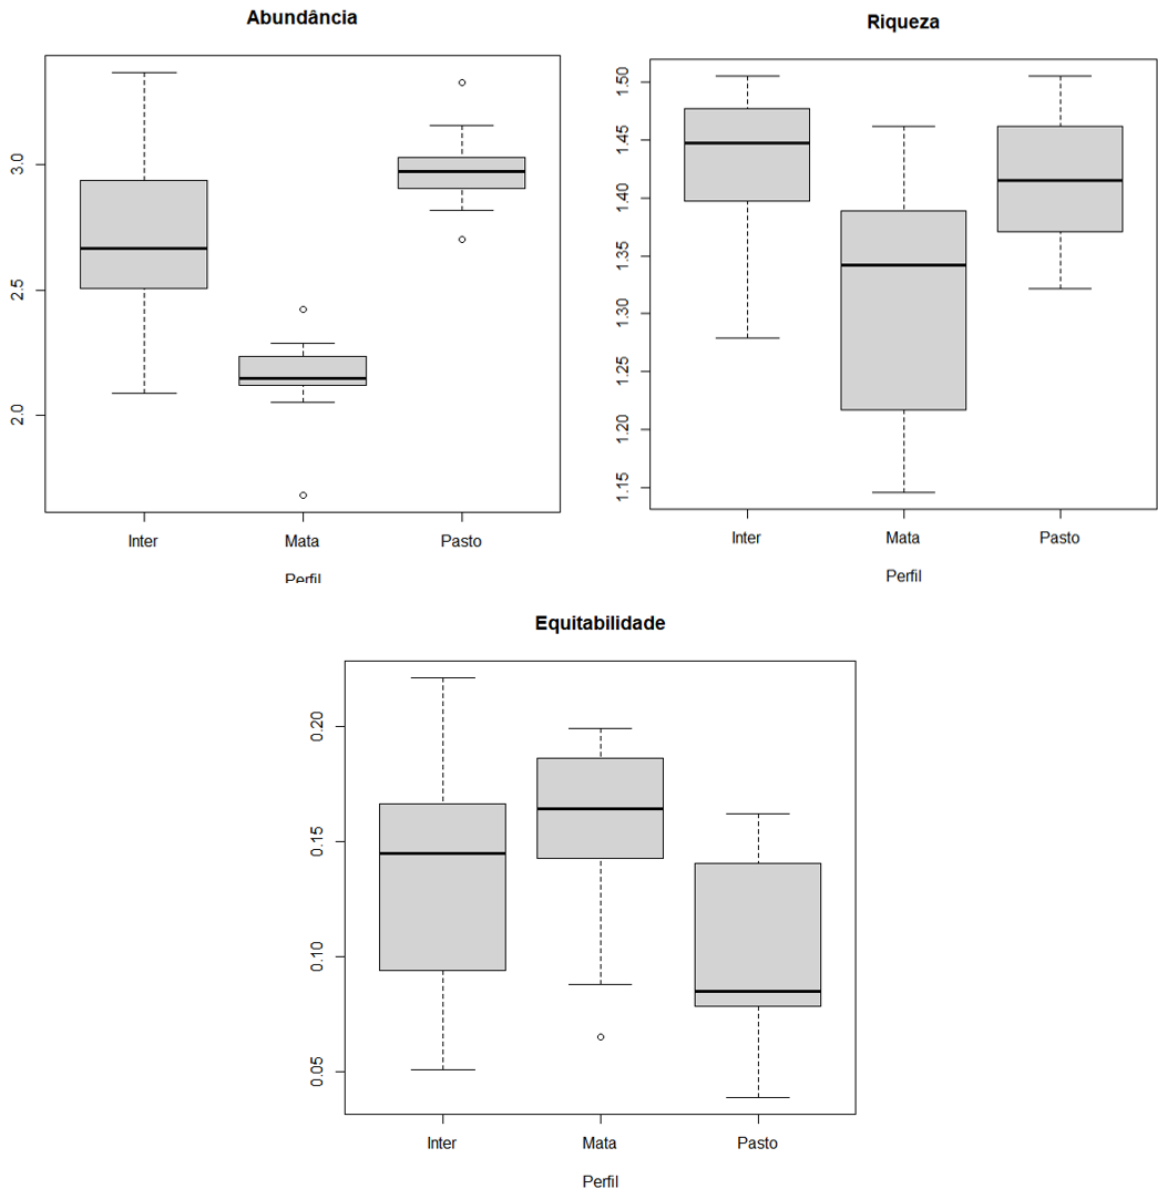 Abundância
3.0
2.5
2.0
Inter Mata Pasto
Perfil
Riqueza
1.50
1.45
1.40
1.35
1.30
1.25
1.20
1.15
Inter Mata Pasto
Perfil
Equitabilidade
0.20
0.15
0.10
0.05
Inter Mata Pasto
Perfil